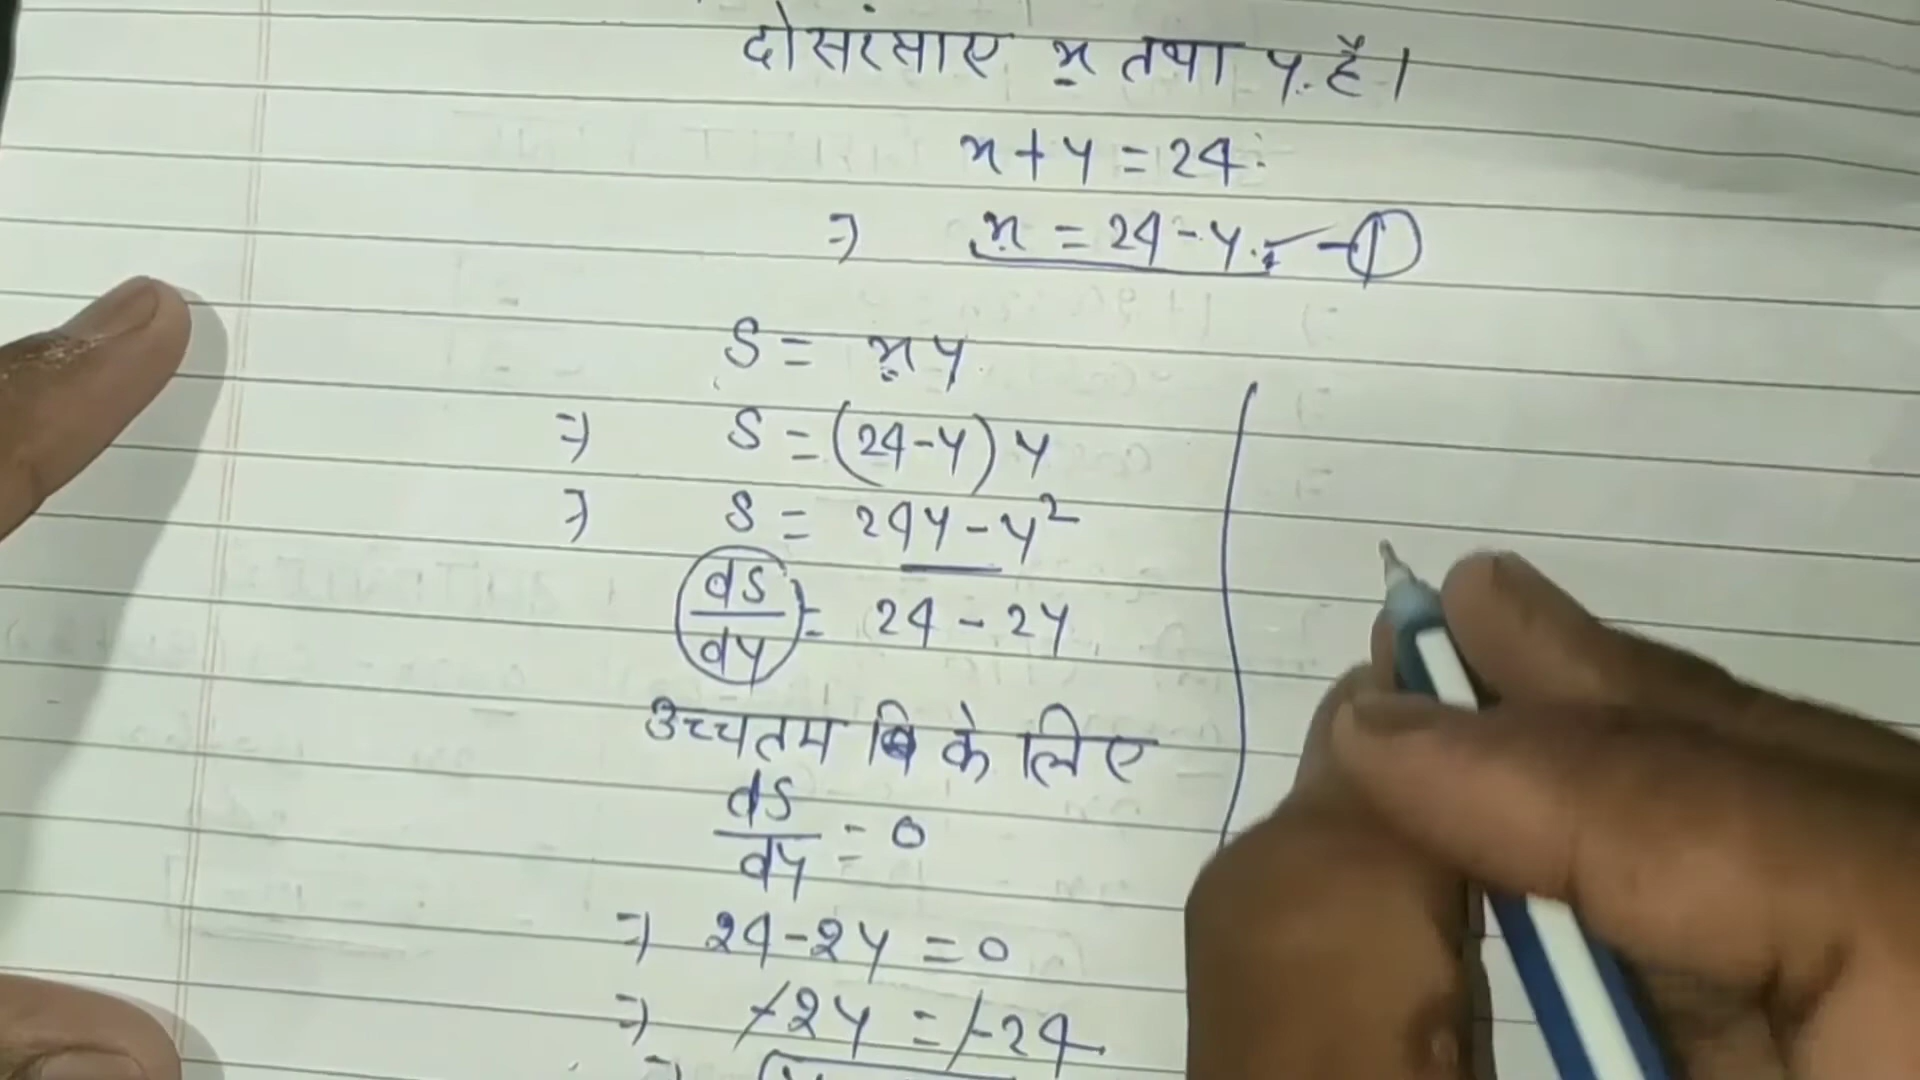 दो संख्याए x तथा y है।
x + y = 24
⇒ x = 24 - y. ✓ - ①
S = xy
⇒ S = (24 - y) y
⇒ S = 24y - y²
dS/dy = 24 - 2y
उच्चतम के लिए
dS/dy = 0
⇒ 24 - 2y = 0
⇒ -2y = -24
⇒